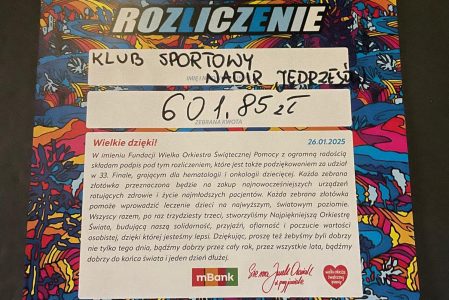 ROZLICZENIE
KLUB SPORTOWY
NADIR JĘDRZEJÓW
601,85 zł
ZEBRANA KWOTA
Wielkie dzięki! 26.01.2025
W imieniu Fundacji Wielka Orkiestra Świątecznej Pomocy z ogromną radością
składam podpis pod tym rozliczeniem, które jest także podziękowaniem za udział
w 33. Finale, grającym dla hematologii i onkologii dziecięcej. Każda zebrana
złotówka przeznaczona będzie na zakup najnowocześniejszych urządzeń
ratujących zdrowie i życie najmłodszych pacjentów. Każda zebrana złotówka
pomoże wprowadzić leczenie dzieci na najwyższym, światowym poziomie.
Wszyscy razem, po raz trzydziesty trzeci, stworzyliśmy Najpiękniejszą Orkiestrę
Świata, budującą naszą solidarność, przyjaźń, ofiarność i poczucie wartości
osobistej, dzięki której jesteśmy lepsi. Dziękując, proszę też żebyśmy byli dobrzy
nie tylko tego dnia, bądźmy dobrzy przez cały rok, przez wszystkie lata, bądźmy
dobrzy do końca świata i jeden dzień dłużej.
mBank